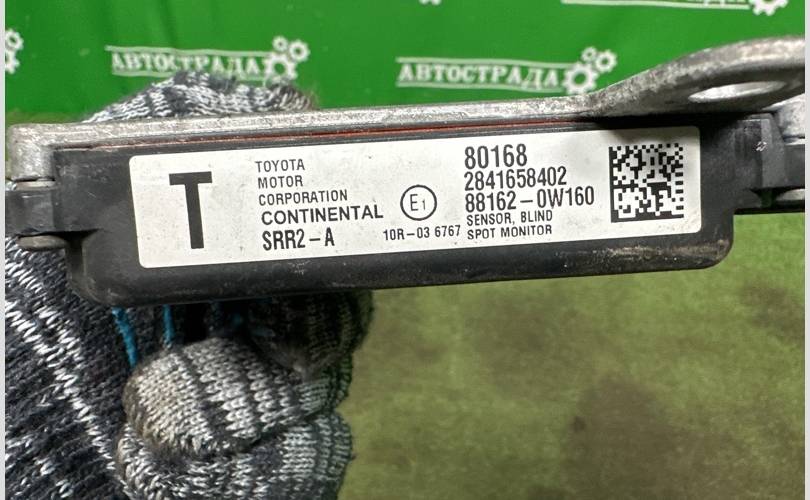 АВТОСТРАДА
АВТОСТРАДА
T
TOYOTA
MOTOR
CORPORATION
CONTINENTAL
SRR2-A
E1
10R-03 6767
80168
2841658402
88162-0W160
SENSOR, BLIND
SPOT MONITOR